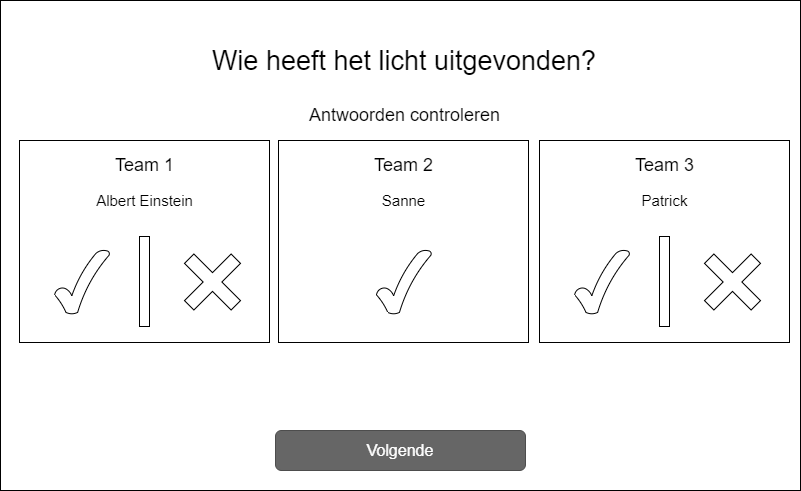 Wie heeft het licht uitgevonden?
Antwoorden controleren
Team 1
Albert Einstein
Team 2
Sanne
Team 3
Patrick
Volgende